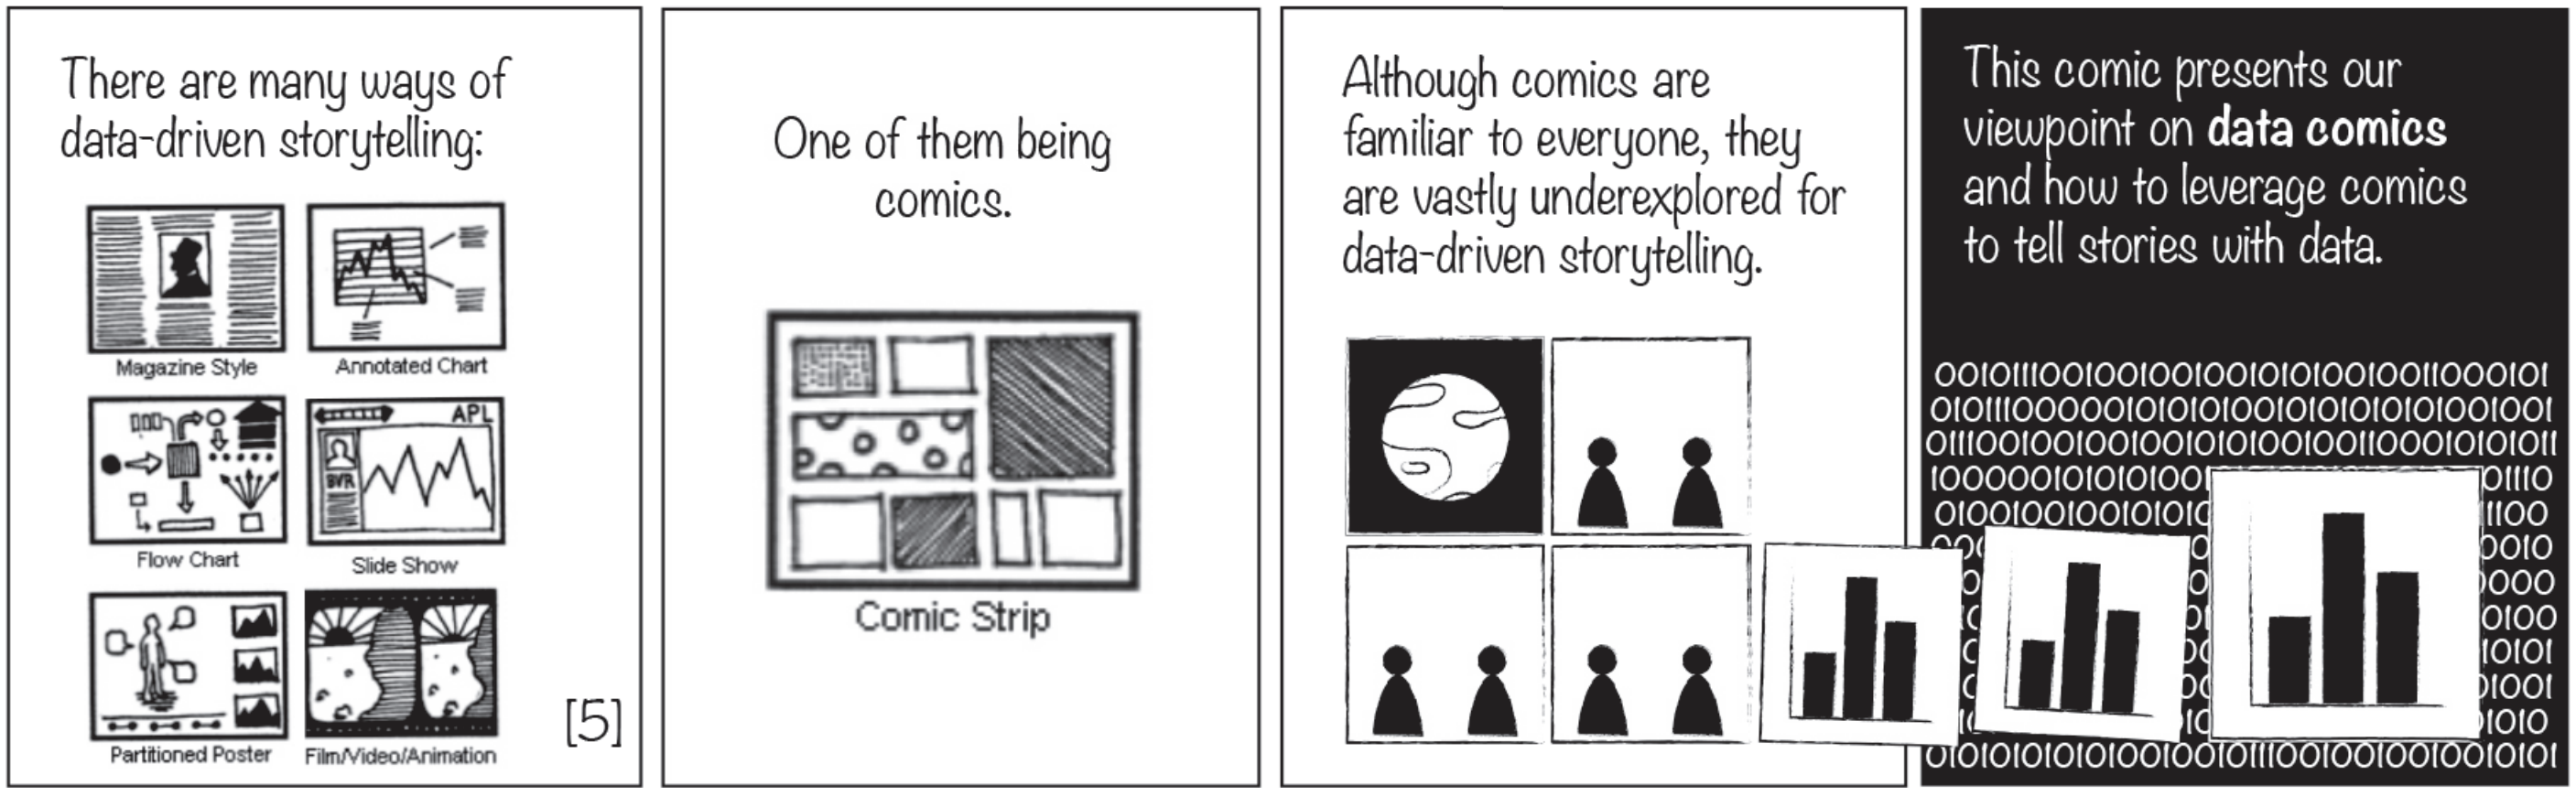 There are many ways of
data-driven storytelling:
Magazine Style
Annotated Chart
Flow Chart
APL
BVR
Slide Show
Partitioned Poster
Film/Video/Animation
[5]
One of them being
comics.
Comic Strip
Although comics are
familiar to everyone, they
are vastly underexplored for
data-driven storytelling.
This comic presents our
viewpoint on data comics
and how to leverage comics
to tell stories with data.